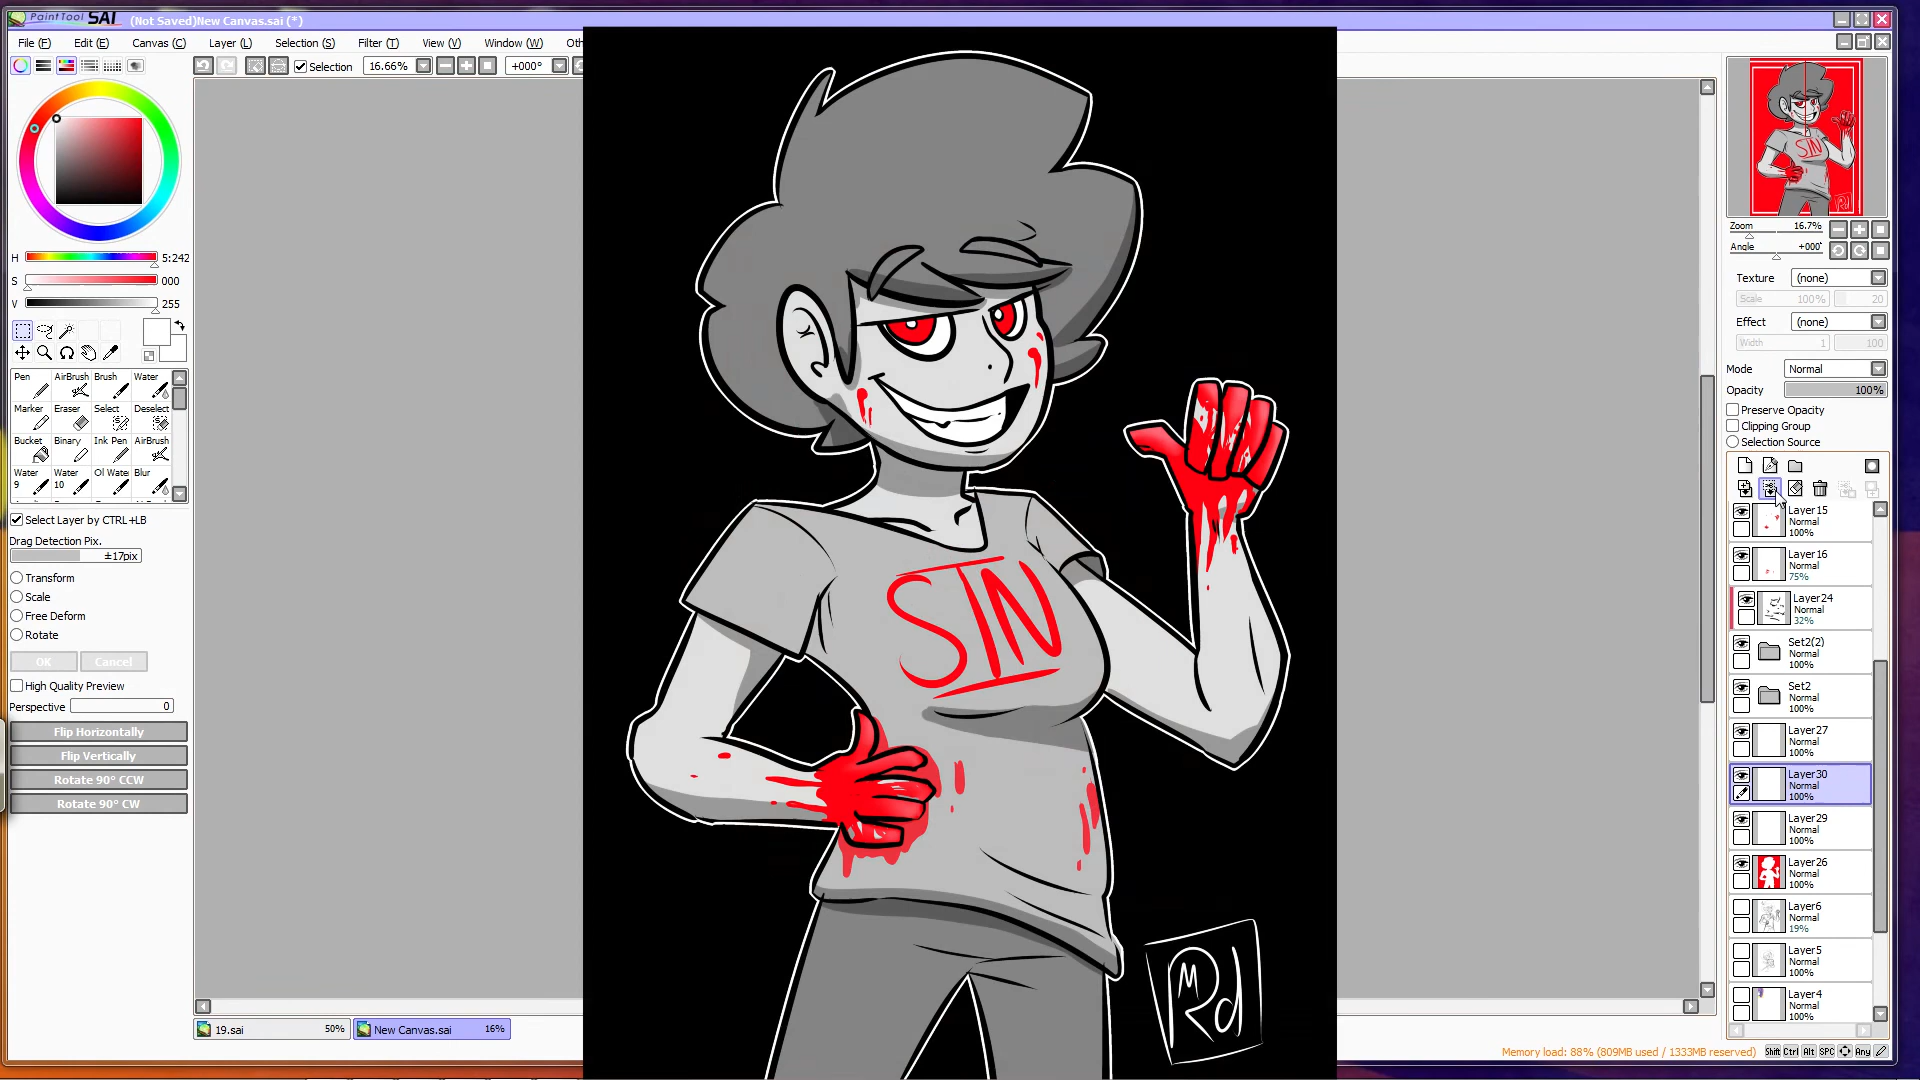 PaintTool SAI (Not Saved)New Canvas.sai (*)
File (F) Edit (E) Canvas (C) Layer (L) Selection (S) Filter (T) View (V) Window (W) Oth
Selection 16.66% +000°
H 5:242
S 000
V 255
Pen AirBrush Brush Water
Marker Eraser Select Deselect
Bucket Binary Ink Pen AirBrush
Water 9 Water 10 Ol Water Blur
Select Layer by CTRL+LB
Drag Detection Pix.
±17pix
Transform
Scale
Free Deform
Rotate
OK Cancel
High Quality Preview
Perspective 0
Flip Horizontally
Flip Vertically
Rotate 90° CCW
Rotate 90° CW
SIN
19.sai 50% New Canvas.sai 16%
SIN
Zoom 16.7%
Angle +000°
Texture (none)
Scale 100% 20
Effect (none)
Width 1 100
Mode Normal
Opacity 100%
Preserve Opacity
Clipping Group
Selection Source
Layer15
Normal
100%
Layer16
Normal
75%
Layer24
Normal
32%
Set2(2)
Normal
100%
Set2
Normal
100%
Layer27
Normal
100%
Layer30
Normal
100%
Layer29
Normal
100%
Layer26
Normal
100%
Layer6
Normal
19%
Layer5
Normal
100%
Layer4
Normal
100%
Memory load: 88% (809MB used / 1333MB reserved) Shift Ctrl Alt SPC Any